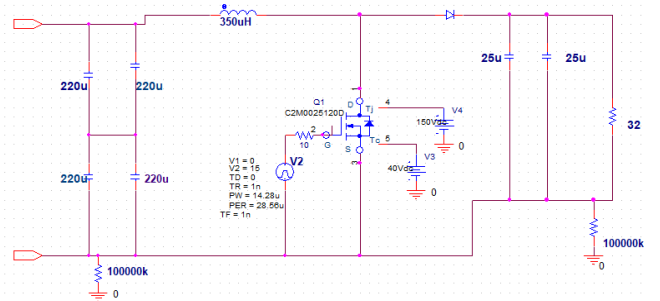 e
350uH
25u
25u
220u
220u
1
Q1
C2M0025120D
D
Tj
4
V4
150Vdc
0
32
2
10
G
S
Tc
5
3
V3
40Vdc
0
220u
220u
V2
V1 = 0
V2 = 15
TD = 0
TR = 1n
PW = 14.28u
PER = 28.56u
TF = 1n
100000k
0
100000k
0